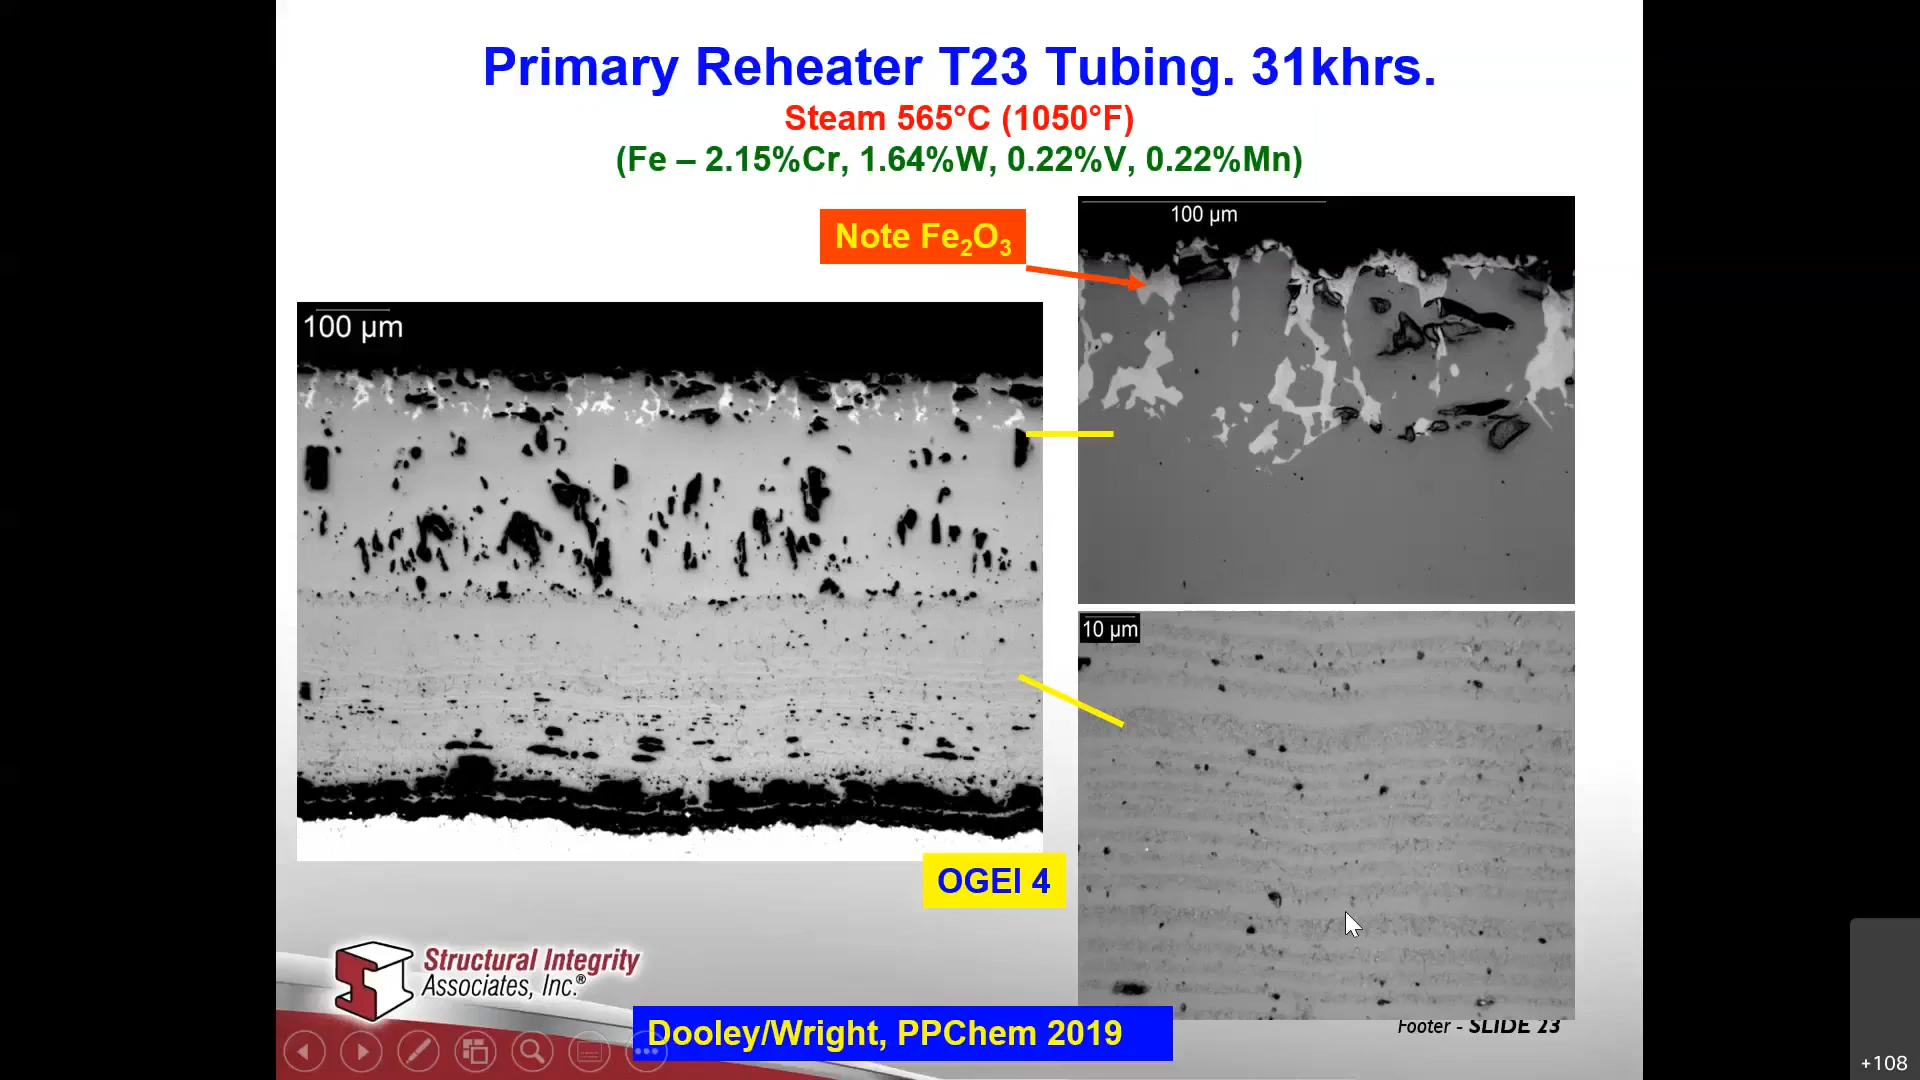 Primary Reheater T23 Tubing. 31khrs.
Steam 565°C (1050°F)
(Fe – 2.15%Cr, 1.64%W, 0.22%V, 0.22%Mn)
Note Fe₂O₃
100 µm
100 µm
10 µm
OGEI 4
Structural Integrity
Associates, Inc.®
Dooley/Wright, PPChem 2019
Footer - SLIDE 23
+108